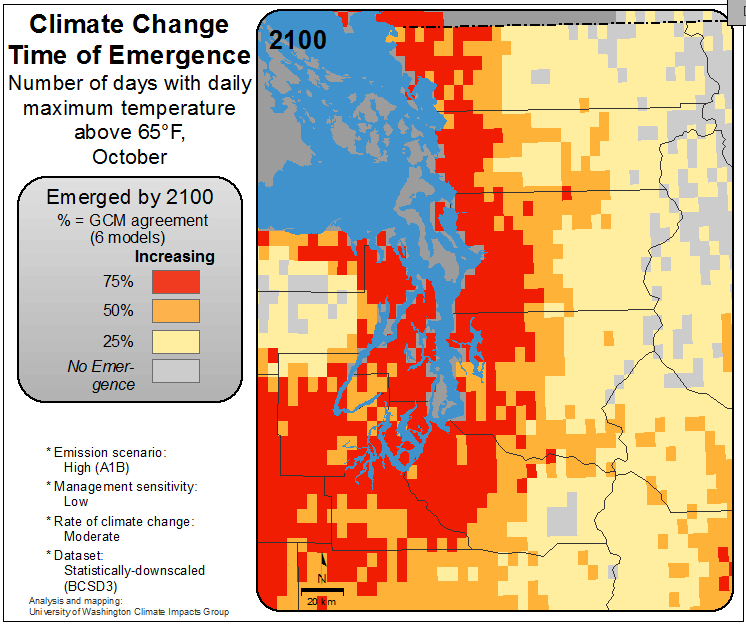 Climate Change
Time of Emergence
Number of days with daily
maximum temperature
above 65°F,
October
Emerged by 2100
% = GCM agreement
(6 models)
Increasing
75%
50%
25%
No Emer-
gence
* Emission scenario:
High (A1B)
* Management sensitivity:
Low
* Rate of climate change:
Moderate
* Dataset:
Statistically-downscaled
(BCSD3)
Analysis and mapping:
University of Washington Climate Impacts Group
2100
N
20 km